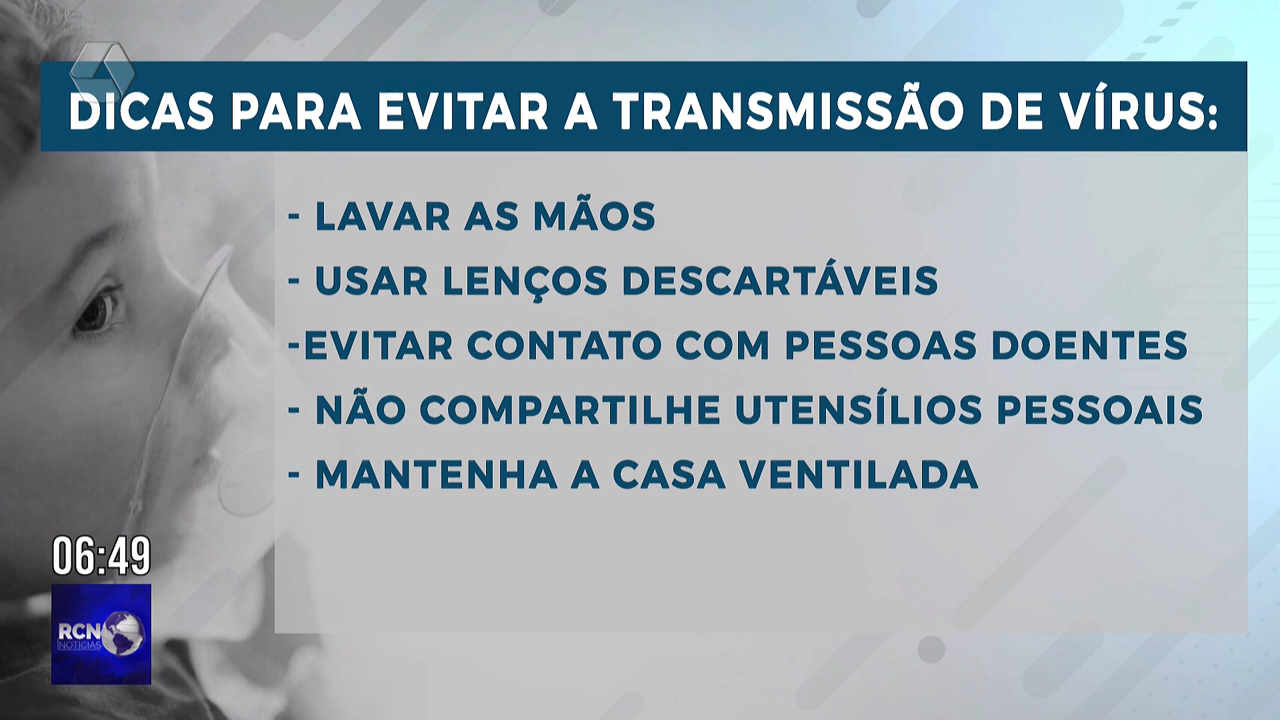 DICAS PARA EVITAR A TRANSMISSÃO DE VÍRUS:
- LAVAR AS MÃOS
- USAR LENÇOS DESCARTÁVEIS
-EVITAR CONTATO COM PESSOAS DOENTES
- NÃO COMPARTILHE UTENSÍLIOS PESSOAIS
- MANTENHA A CASA VENTILADA
06:49
RCN
NOTÍCIAS